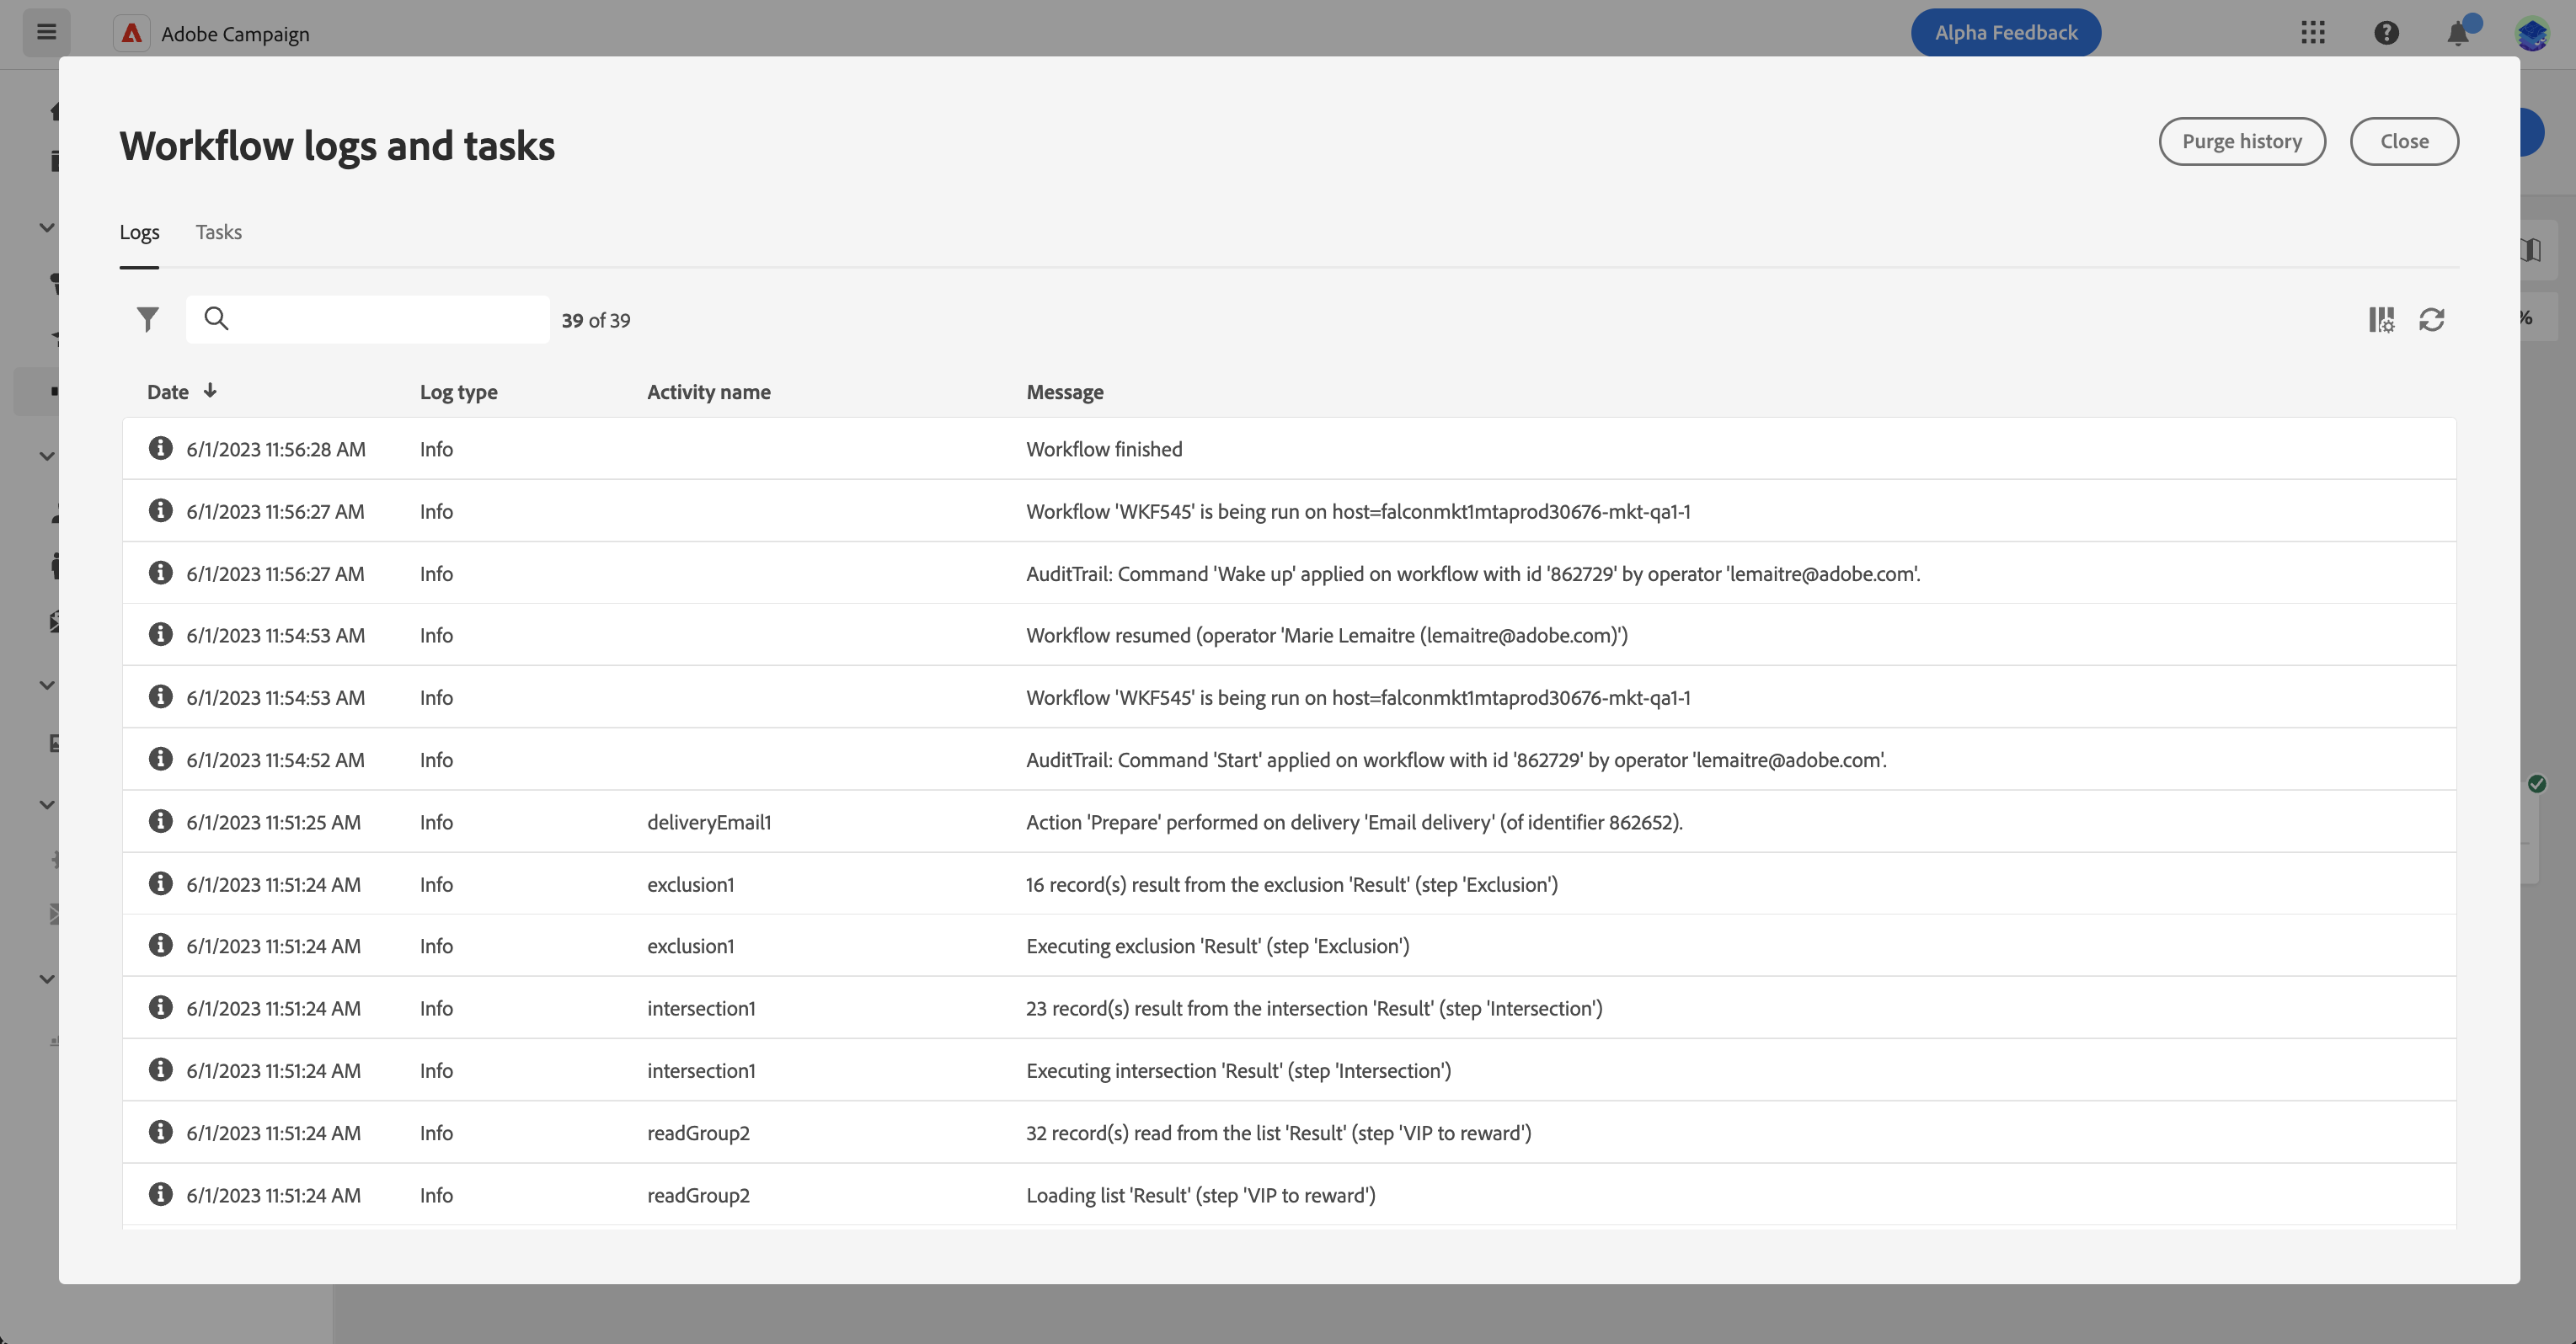 Adobe Campaign
Alpha Feedback
Workflow logs and tasks
Purge history
Close
Logs
Tasks
39 of 39
%
Date Log type Activity name Message
6/1/2023 11:56:28 AM Info Workflow finished
6/1/2023 11:56:27 AM Info Workflow 'WKF545' is being run on host=falconmkt1mtaprod30676-mkt-qa1-1
6/1/2023 11:56:27 AM Info AuditTrail: Command 'Wake up' applied on workflow with id '862729' by operator 'lemaitre@adobe.com'.
6/1/2023 11:54:53 AM Info Workflow resumed (operator 'Marie Lemaitre (lemaitre@adobe.com)')
6/1/2023 11:54:53 AM Info Workflow 'WKF545' is being run on host=falconmkt1mtaprod30676-mkt-qa1-1
6/1/2023 11:54:52 AM Info AuditTrail: Command 'Start' applied on workflow with id '862729' by operator 'lemaitre@adobe.com'.
6/1/2023 11:51:25 AM Info deliveryEmail1 Action 'Prepare' performed on delivery 'Email delivery' (of identifier 862652).
6/1/2023 11:51:24 AM Info exclusion1 16 record(s) result from the exclusion 'Result' (step 'Exclusion')
6/1/2023 11:51:24 AM Info exclusion1 Executing exclusion 'Result' (step 'Exclusion')
6/1/2023 11:51:24 AM Info intersection1 23 record(s) result from the intersection 'Result' (step 'Intersection')
6/1/2023 11:51:24 AM Info intersection1 Executing intersection 'Result' (step 'Intersection')
6/1/2023 11:51:24 AM Info readGroup2 32 record(s) read from the list 'Result' (step 'VIP to reward')
6/1/2023 11:51:24 AM Info readGroup2 Loading list 'Result' (step 'VIP to reward')